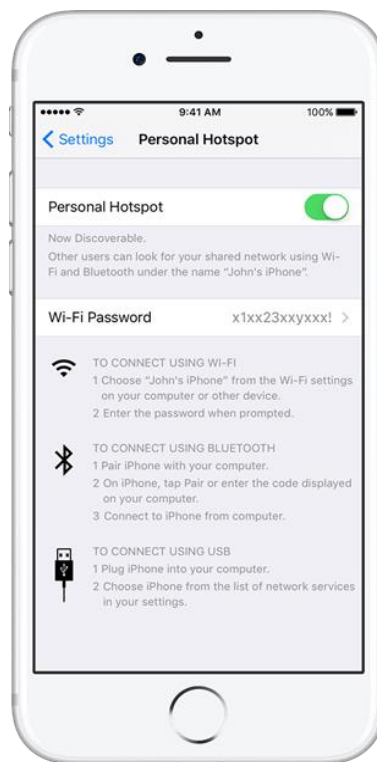 9:41 AM
100%
Settings
Personal Hotspot
Personal Hotspot
Now Discoverable.
Other users can look for your shared network using Wi-
Fi and Bluetooth under the name “John's iPhone”.
Wi-Fi Password
x1xx23xxyxxx!
TO CONNECT USING WI-FI
1 Choose “John's iPhone” from the Wi-Fi settings
on your computer or other device.
2 Enter the password when prompted.
TO CONNECT USING BLUETOOTH
1 Pair iPhone with your computer.
2 On iPhone, tap Pair or enter the code displayed
on your computer.
3 Connect to iPhone from computer.
TO CONNECT USING USB
1 Plug iPhone into your computer.
2 Choose iPhone from the list of network services
in your settings.